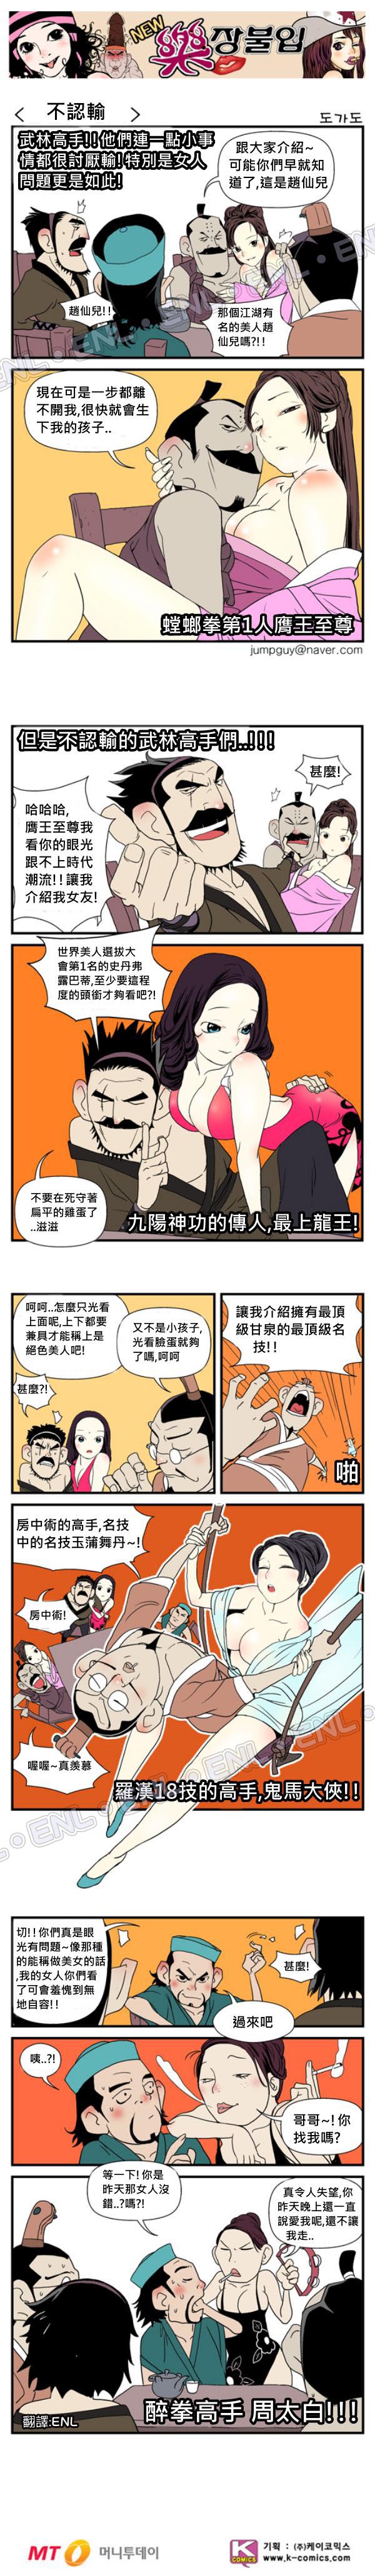 NEW 樂장불입
< 不認輸 >
도가도
武林高手!!他們連一點小事
情都很討厭輸!特別是女人
問題更是如此!
跟大家介紹~
可能你們早就知
道了,這是趙仙兒
趙仙兒!!
那個江湖有
名的美人趙
仙兒嗎?!!
現在可是一步都離
不開我,很快就會生
下我的孩子..
螳螂拳第1人鷹王至尊
jumpguy@naver.com
但是不認輸的武林高手們..!!!
甚麼!
哈哈哈,
鷹王至尊我
看你的眼光
跟不上時代
潮流!!讓我
介紹我女友!
世界美人選拔大
會第1名的史丹弗
露巴蒂,至少要這程
度的頭銜才夠看吧?!
不要在死守著
扁平的雞蛋了
..滋滋
九陽神功的傳人,最上龍王!
呵呵..怎麼只光看
上面呢,上下都要
兼具才能稱上是
絕色美人吧!
又不是小孩子,
光看臉蛋就夠
了嗎,呵呵
甚麼?!
讓我介紹擁有最頂
級甘泉的最頂級名
技!!
啪
房中術的高手,名技
中的名技玉蒲舞丹~!
房中術!
喔喔~真羨慕
羅漢18技的高手,鬼馬大俠!!
切!!你們真是眼
光有問題~像那種
的能稱做美女的話
,我的女人你們看
了可會羞愧到無
地自容!!
甚麼!
過來吧
咦..?!
哥哥~!你
找我嗎?
等一下!你是
昨天那女人沒
錯..?嗎?!
真令人失望,你
昨天晚上還一直
說愛我呢,還不讓
我走..
醉拳高手 周太白!!!
翻譯:ENL
MTO 머니투데이
K COMICS
기획 : (주)케이코믹스
www.k-comics.com